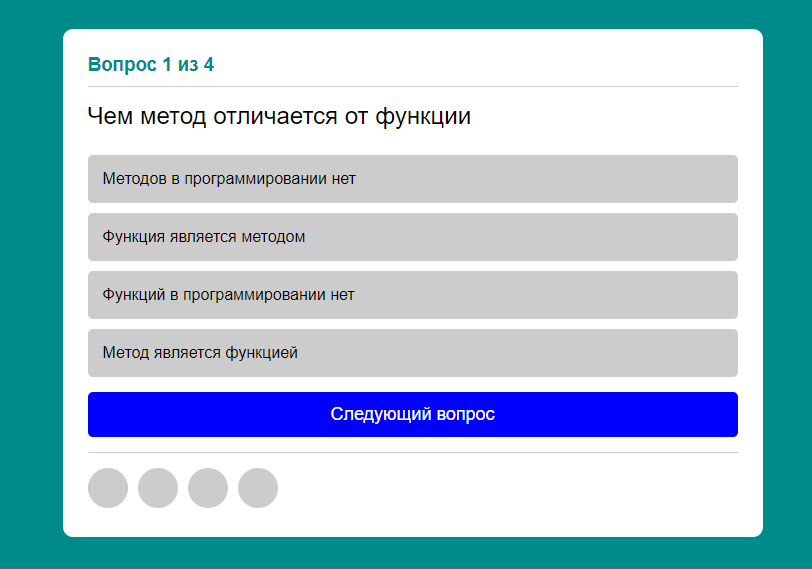 Вопрос 1 из 4
Чем метод отличается от функции
Методов в программировании нет
Функция является методом
Функций в программировании нет
Метод является функцией
Следующий вопрос